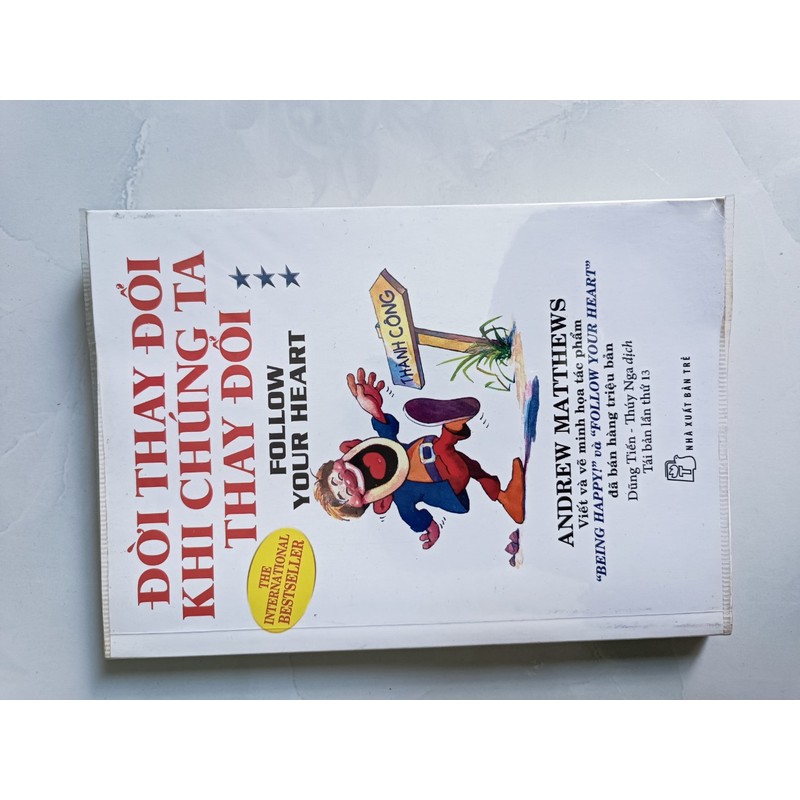 ĐỜI THAY ĐỔI
KHI CHÚNG TA
THAY ĐỔI
FOLLOW
YOUR HEART
THE
INTERNATIONAL
BESTSELLER
THÀNH CÔNG
ANDREW MATTHEWS
Viết và vẽ minh họa tác phẩm
"BEING HAPPY!" và "FOLLOW YOUR HEART"
đã bán hàng triệu bản
Dũng Tiến - Thúy Nga dịch
Tái bản lần thứ 13
NHÀ XUẤT BẢN TRẺ